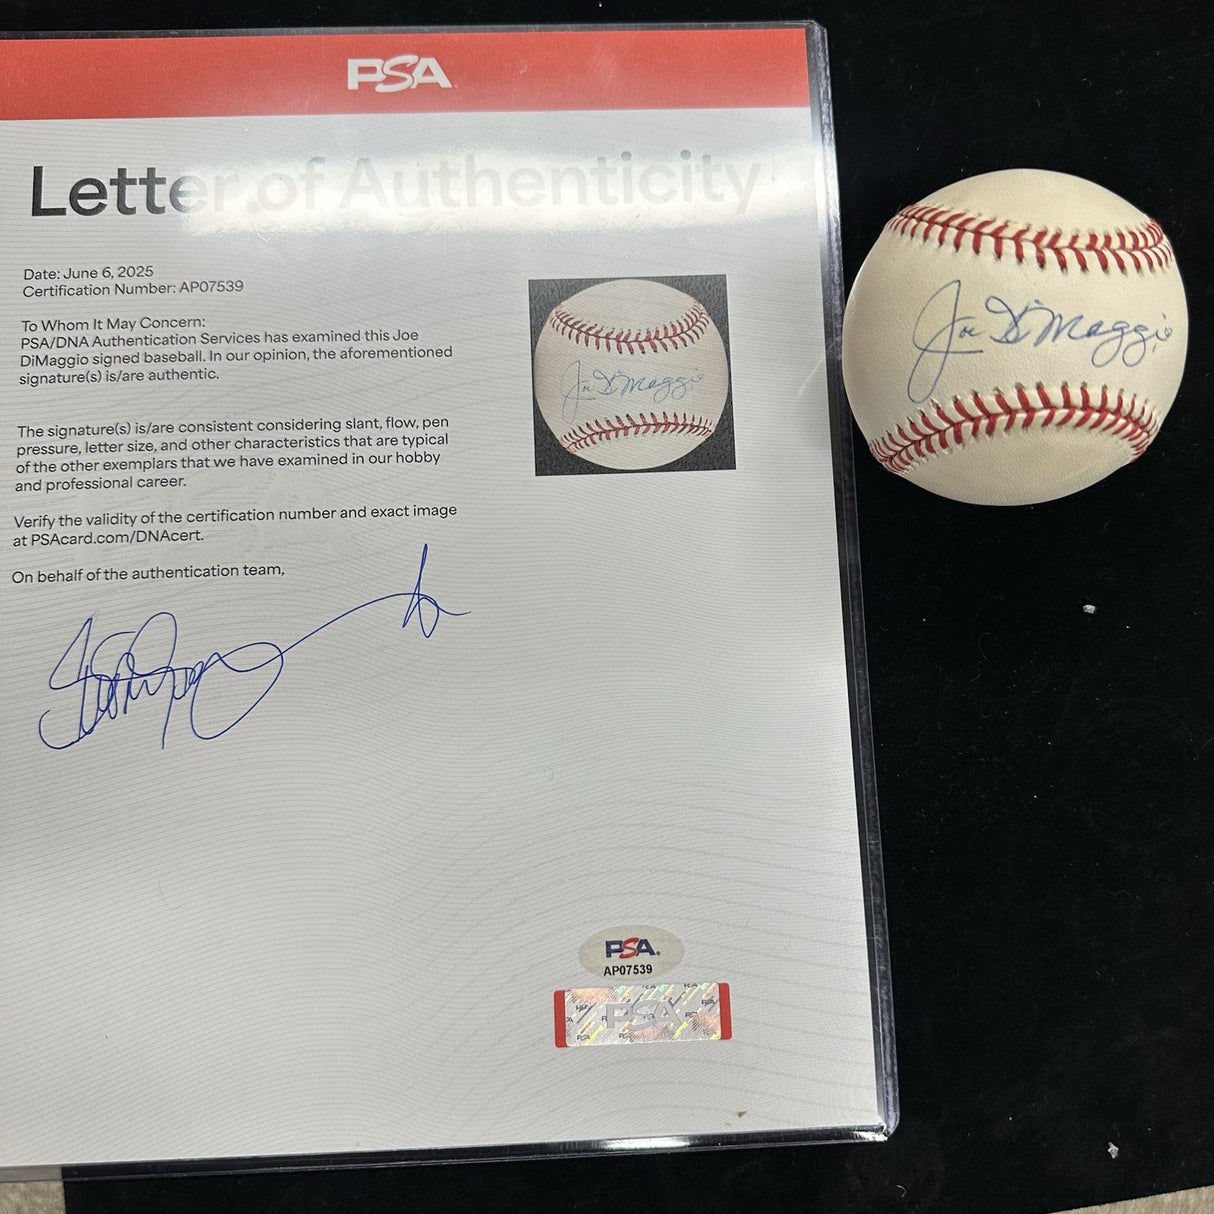 PSA
Letter of Authenticity
Date: June 6, 2025
Certification Number: AP07539
To Whom It May Concern:
PSA/DNA Authentication Services has examined this Joe
DiMaggio signed baseball. In our opinion, the aforementioned
signature(s) is/are authentic.
The signature(s) is/are consistent considering slant, flow, pen
pressure, letter size, and other characteristics that are typical
of the other exemplars that we have examined in our hobby
and professional career.
Verify the validity of the certification number and exact image
at PSAcard.com/DNAcert.
On behalf of the authentication team,
Joe DiMaggio
Joe DiMaggio
PSA.
AP07539
PSA